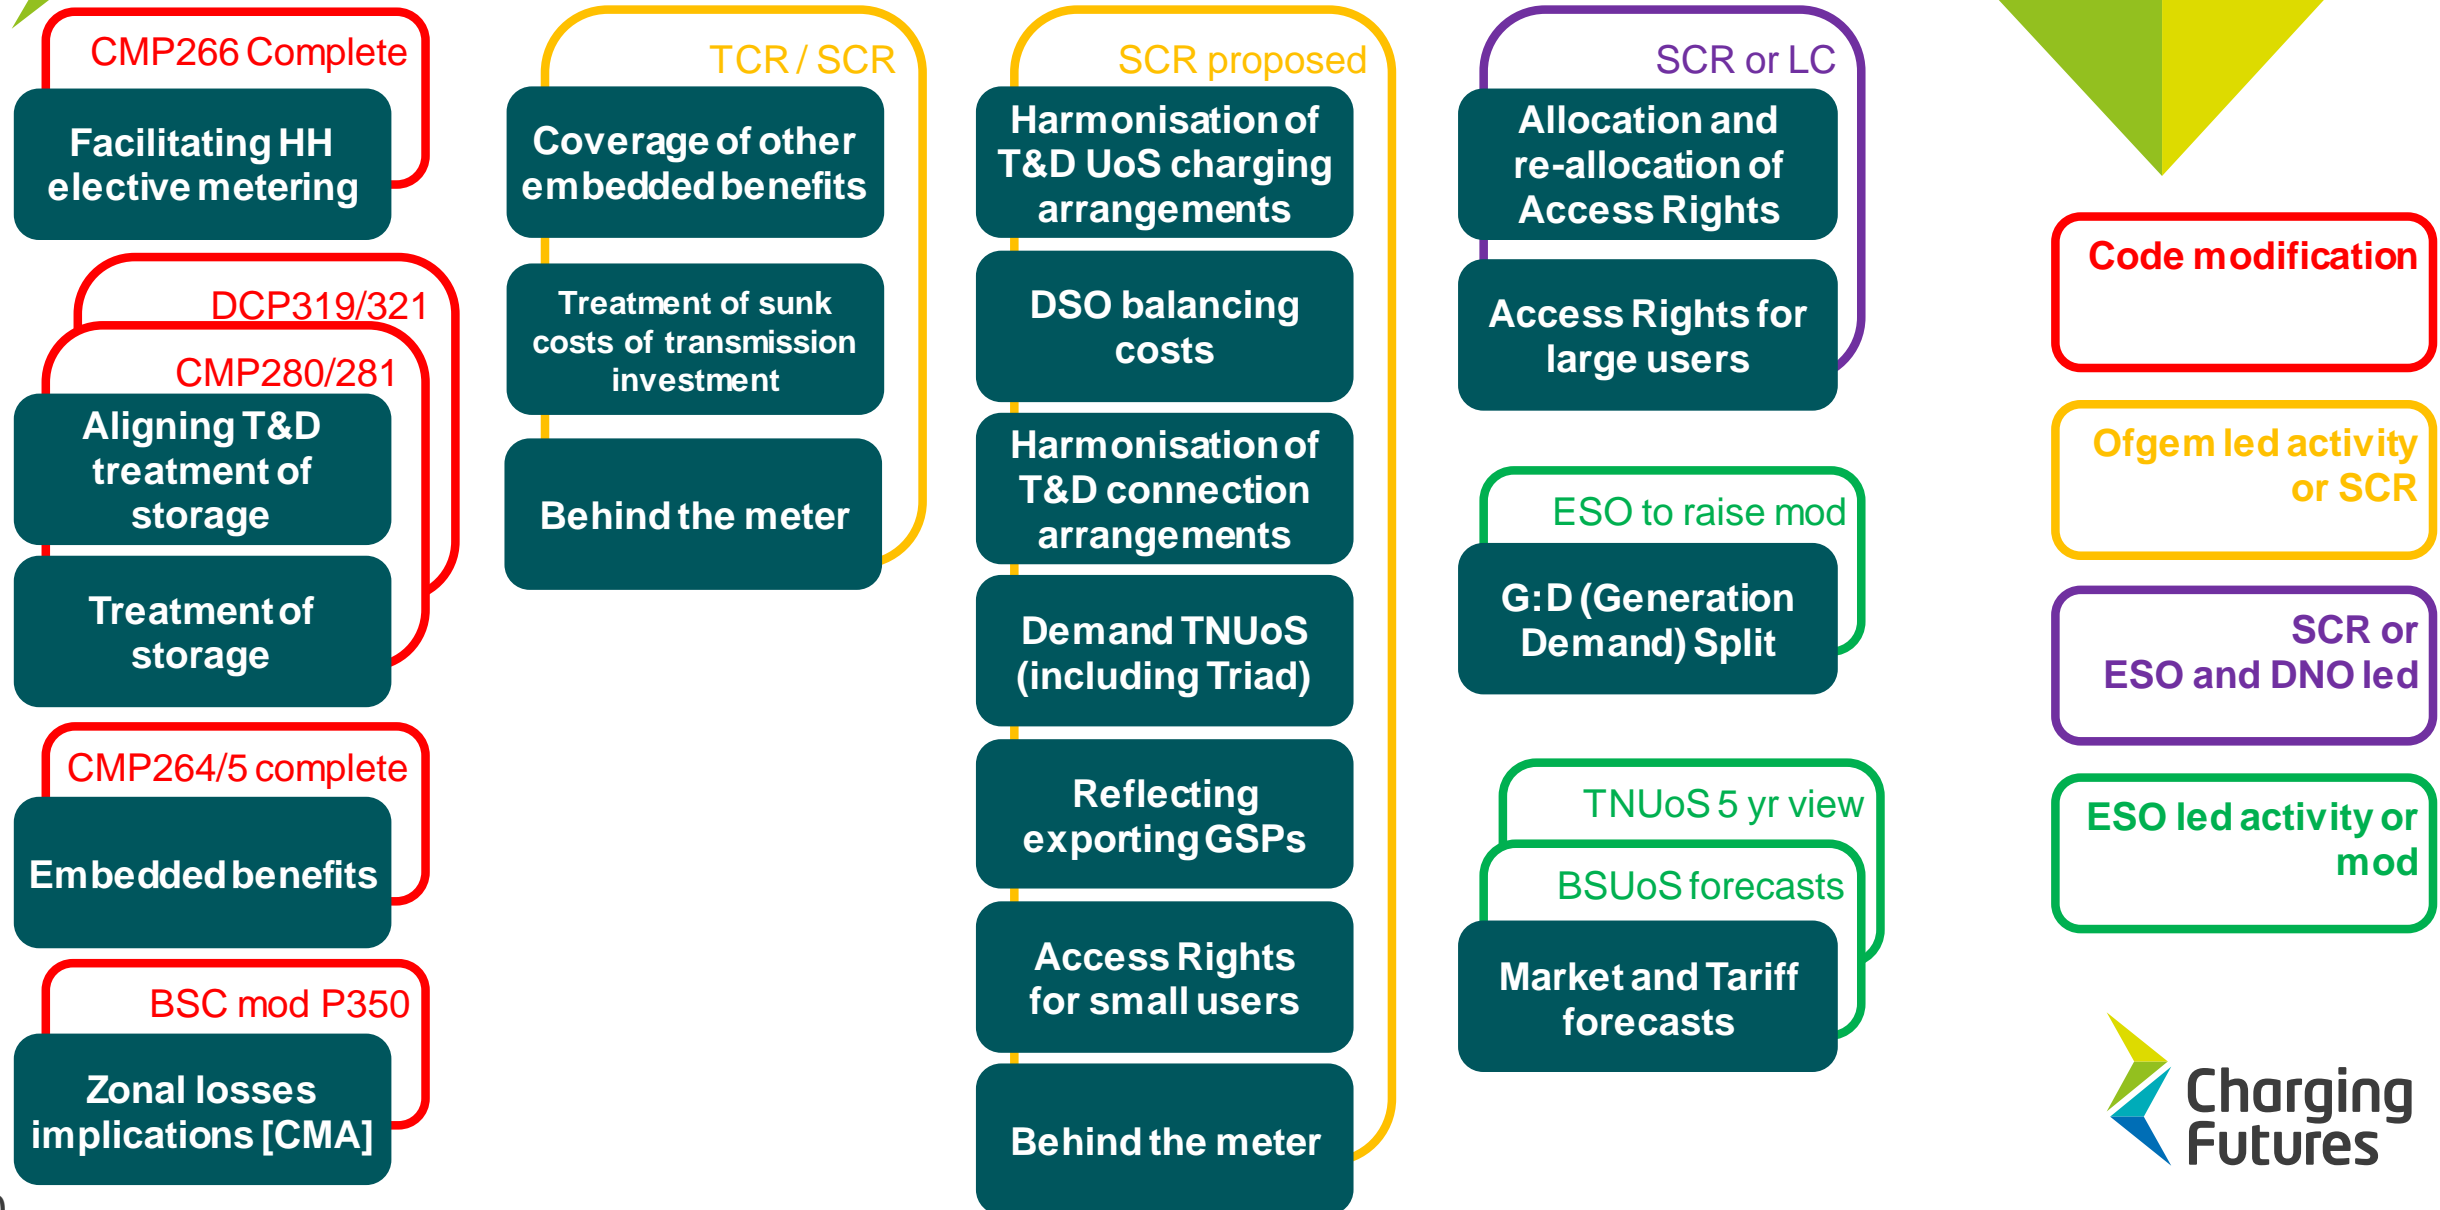 CMP266 Complete
Facilitating HH
elective metering
DCP319/321
CMP280/281
Aligning T&D
treatment of
storage
Treatment of
storage
CMP264/5 complete
Embedded benefits
BSC mod P350
Zonal losses
implications [CMA]
TCR / SCR
Coverage of other
embedded benefits
Treatment of sunk
costs of transmission
investment
Behind the meter
SCR proposed
Harmonisation of
T&D UoS charging
arrangements
DSO balancing
costs
Harmonisation of
T&D connection
arrangements
Demand TNUoS
(including Triad)
Reflecting
exporting GSPs
Access Rights
for small users
Behind the meter
SCR or LC
Allocation and
re-allocation of
Access Rights
Access Rights for
large users
ESO to raise mod
G:D (Generation
Demand) Split
TNUoS 5 yr view
BSUoS forecasts
Market and Tariff
forecasts
Code modification
Ofgem led activity
or SCR
SCR or
ESO and DNO led
ESO led activity or
mod
Charging
Futures